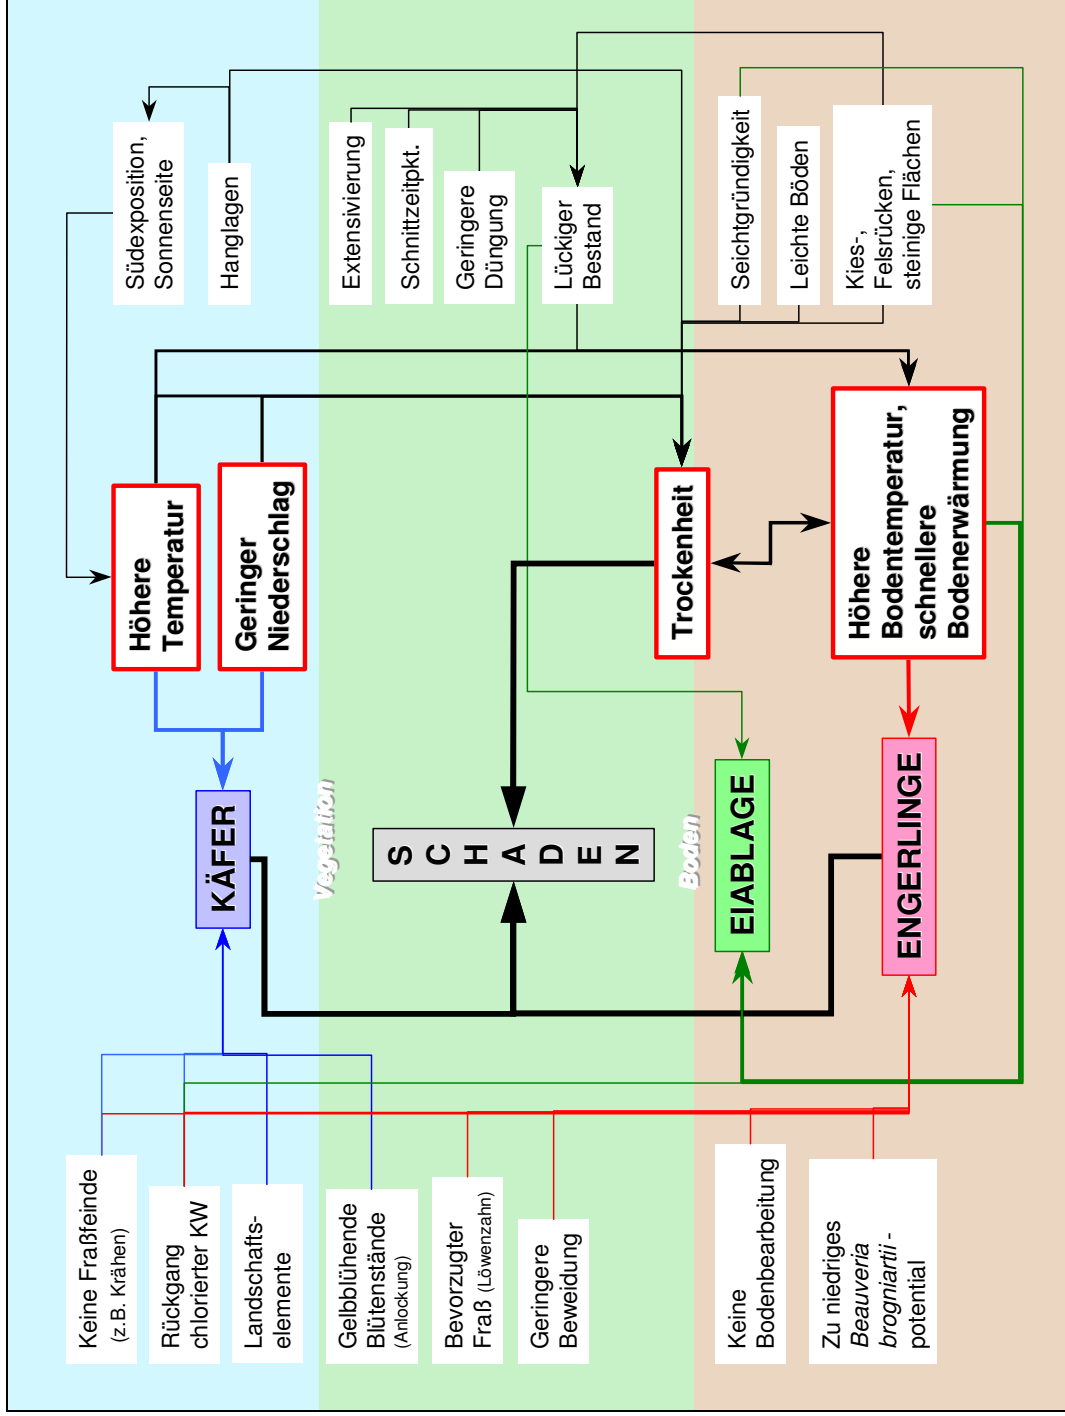 Keine Fraßfeinde
(z.B. Krähen)
Rückgang
chlorierter KW
Landschafts-
elemente
Gelbblühende
Blütenstände
(Anlockung)
Bevorzugter
Fraß (Löwenzahn)
Geringere
Beweidung
Keine
Bodenbearbeitung
Zu niedriges
Beauveria
brogniartii -
potential
KÄFER
Vegetation
SCHADEN
Boden
EIABLAGE
ENGERLINGE
Höhere
Temperatur
Geringer
Niederschlag
Trockenheit
Höhere
Bodentemperatur,
schnellere
Bodenerwärmung
Südexposition,
Sonnenseite
Hanglagen
Extensivierung
Schnittzeitpkt.
Geringere
Düngung
Lückiger
Bestand
Seichtgründigkeit
Leichte Böden
Kies-,
Felsrücken,
steinige Flächen